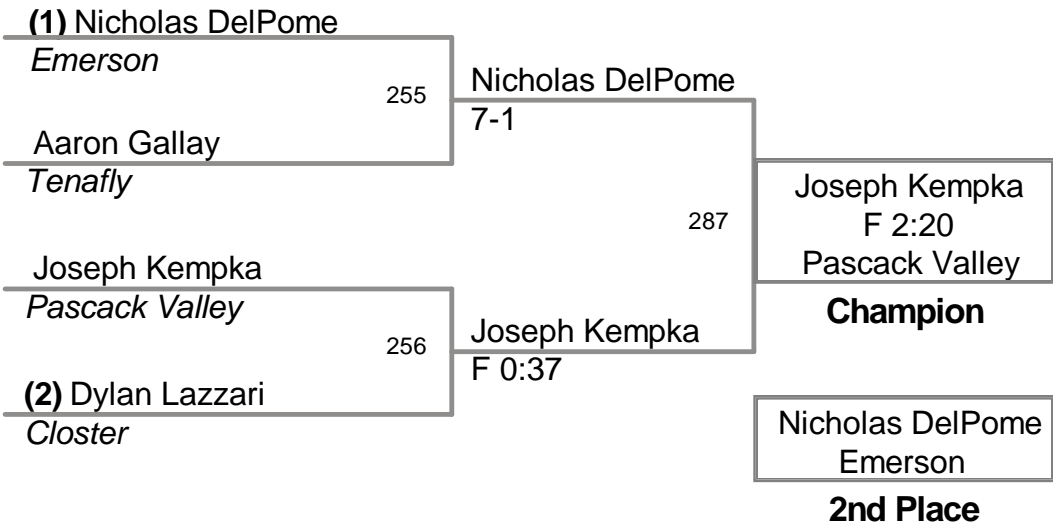 (1) Nicholas DelPome
Emerson
255
Aaron Gallay
Tenafly
Nicholas DelPome
7-1
287
Joseph Kempka
Pascack Valley
256
(2) Dylan Lazzari
Closter
Joseph Kempka
F 0:37
Joseph Kempka
F 2:20
Pascack Valley
Champion
Nicholas DelPome
Emerson
2nd Place